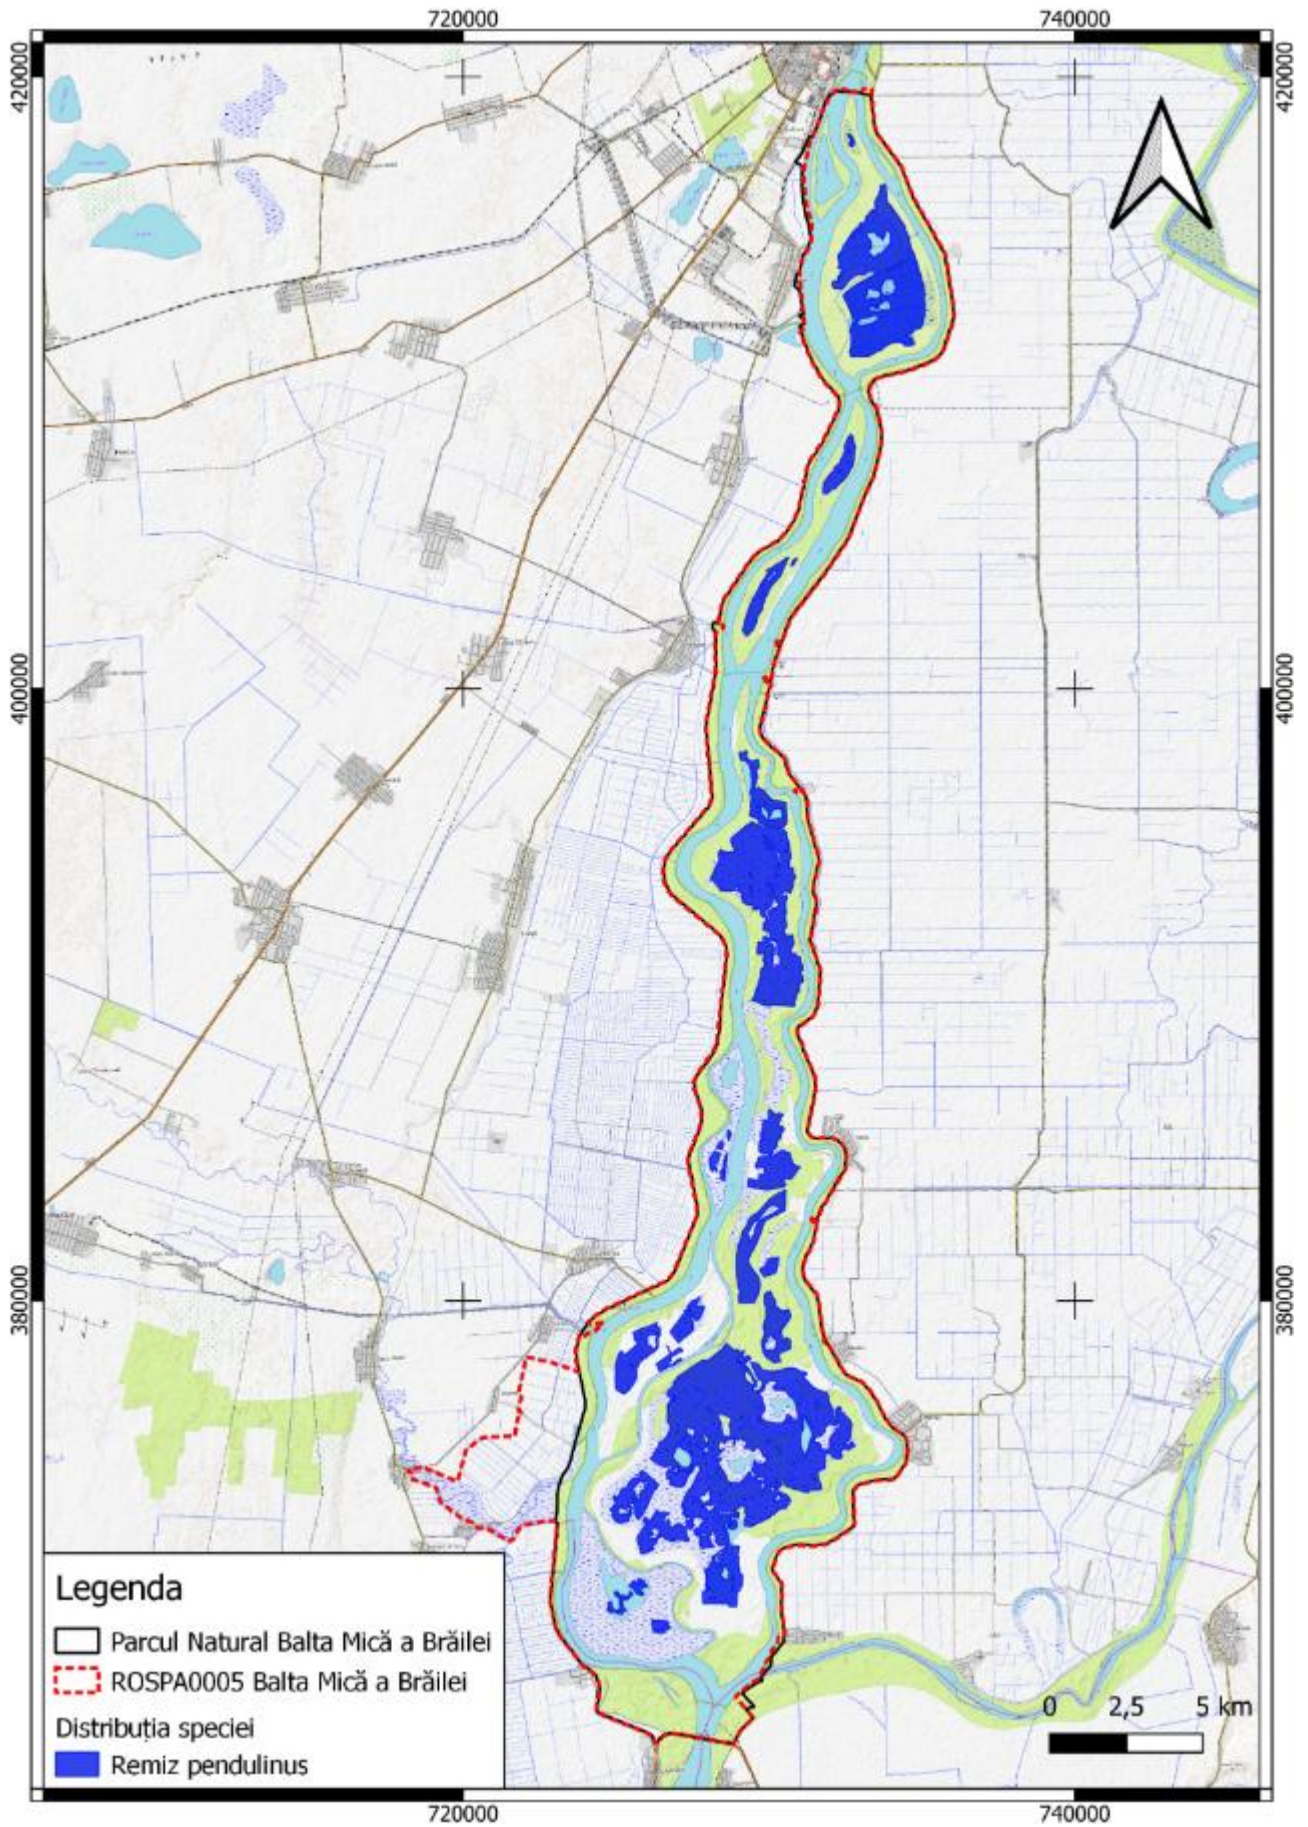 720000 740000
420000 420000
400000 400000
380000 380000
Legenda
Parcul Natural Balta Mică a Brăilei
ROSPA0005 Balta Mică a Brăilei
Distribuția speciei
Remiz pendulinus
0 2,5 5 km
720000 740000